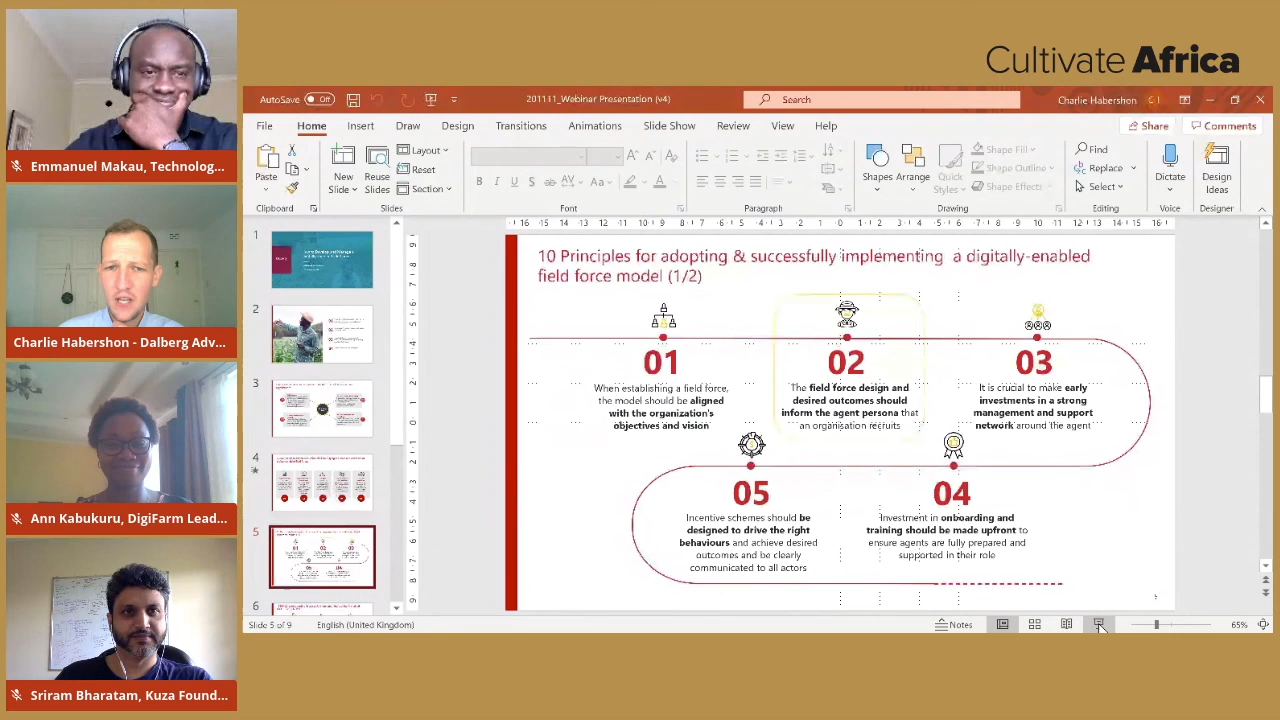 Cultivate Africa
Emmanuel Makau, Technolog...
Charlie Habershon - Dalberg Adv...
Ann Kabukuru, DigiFarm Lead...
Sriram Bharatam, Kuza Found...
AutoSave Off
201111_Webinar Presentation (v4)
Search
Charlie Habershon
File Home Insert Draw Design Transitions Animations Slide Show Review View Help
Share Comments
Paste
New Slide
Reuse Slides
Layout
Reset
Section
Shapes
Arrange
Quick Styles
Shape Fill
Shape Outline
Shape Effects
Find
Replace
Select
Dictate
Design Ideas
Clipboard Slides Font Paragraph Drawing Editing Voice Designer
1
2
3
4
5
6
10 Principles for adopting & successfully implementing a digitally-enabled
field force model (1/2)
01
When establishing a field force,
the model should be aligned
with the organization's
objectives and vision
02
The field force design and
desired outcomes should
inform the agent persona that
an organisation recruits
03
It is crucial to make early
investments in a strong
management and support
network around the agent
05
Incentive schemes should be
designed to drive the right
behaviours and achieve desired
outcomes and be clearly
communicated to all actors
04
Investment in onboarding and
training should be made upfront to
ensure agents are fully prepared and
supported in their role
Slide 5 of 9 English (United Kingdom)
Notes
65%